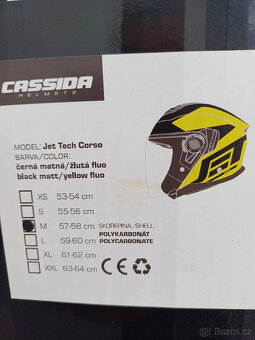 CASSIDA
HELMETS
MODEL: Jet Tech Corso
BARVA/COLOR:
černá matná/žlutá fluo
black matt/yellow fluo
XS 53-54 cm
S 55-56 cm
M 57-58 cm SKOŘEPINA/SHELL:
L 59-60 cm POLYKARBONÁT
POLYCARBONATE
XL 61-62 cm
XXL 63-64 cm CE
Sbazos.cz